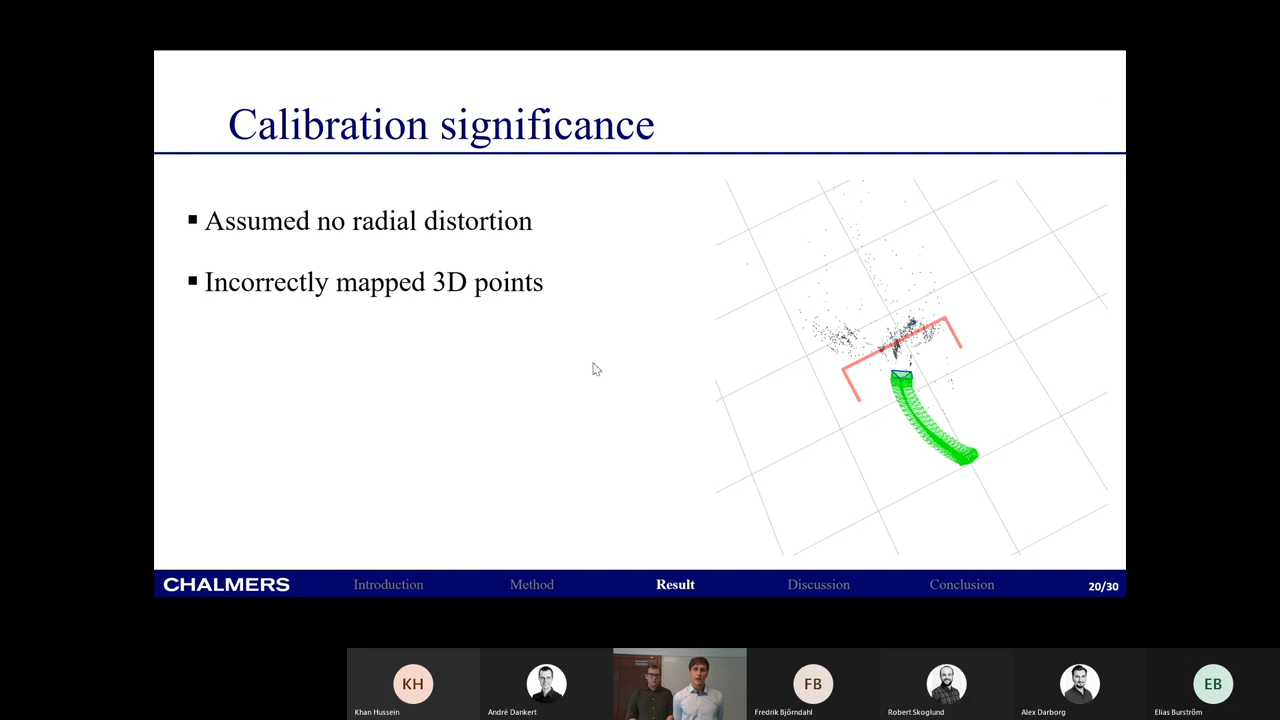 Calibration significance
▪ Assumed no radial distortion
▪ Incorrectly mapped 3D points
CHALMERS Introduction Method Result Discussion Conclusion 20/30
KH FB EB
Khan Hussein André Dankert Fredrik Björndahl Robert Skoglund Alex Darborg Elias Burström